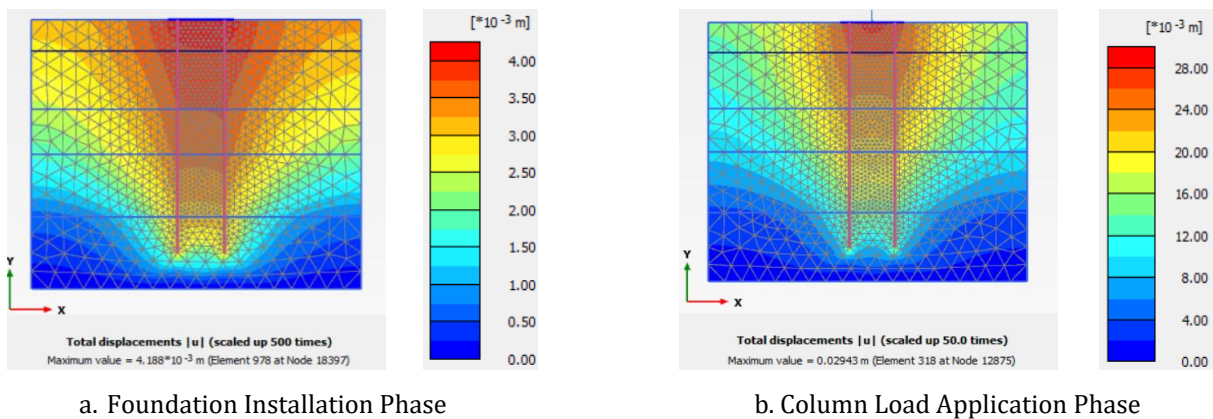 [*10 -3 m]
4.00
3.50
3.00
2.50
2.00
1.50
1.00
0.50
0.00
Y
X
Total displacements |u| (scaled up 500 times)
Maximum value = 4.188*10 -3 m (Element 978 at Node 18397)
a. Foundation Installation Phase
[*10 -3 m]
28.00
24.00
20.00
16.00
12.00
8.00
4.00
0.00
Y
X
Total displacements |u| (scaled up 50.0 times)
Maximum value = 0.02943 m (Element 318 at Node 12875)
b. Column Load Application Phase